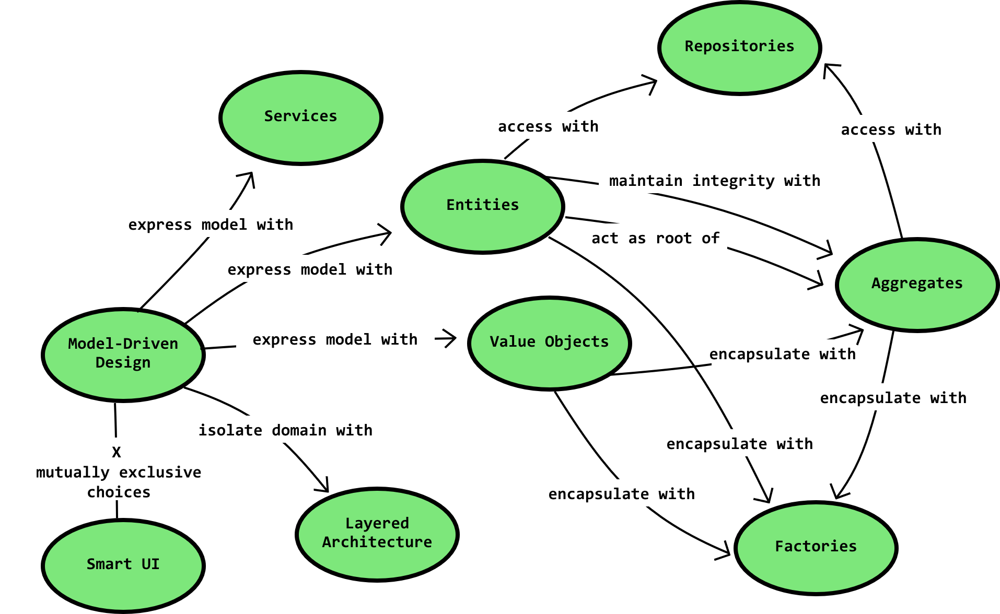 Repositories
Services
access with
access with
maintain integrity with
Entities
express model with
act as root of
express model with
Aggregates
express model with
Value Objects
Model-Driven
Design
encapsulate with
encapsulate with
isolate domain with
encapsulate with
X
mutually exclusive
choices
encapsulate with
Layered
Architecture
Factories
Smart UI